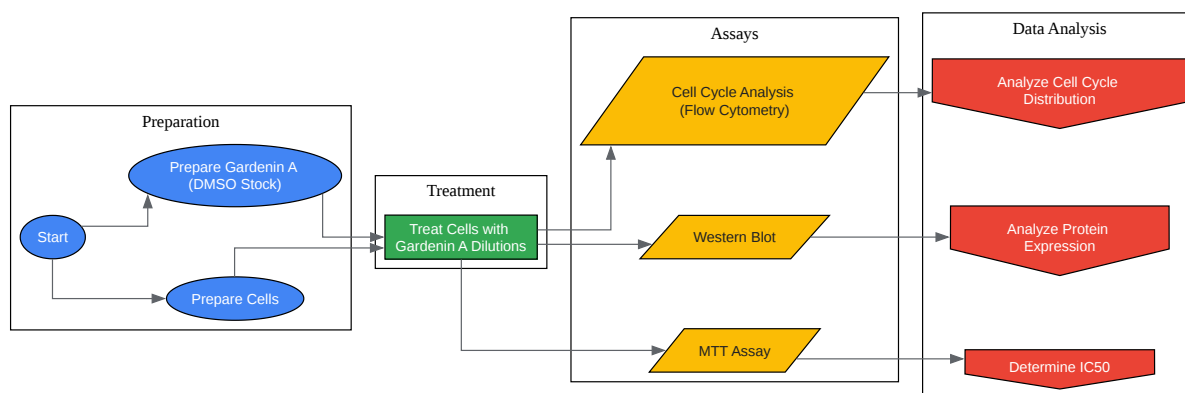 Preparation
Start
Prepare Gardenin A
(DMSO Stock)
Prepare Cells
Treatment
Treat Cells with
Gardenin A Dilutions
Assays
Cell Cycle Analysis
(Flow Cytometry)
Western Blot
MTT Assay
Data Analysis
Analyze Cell Cycle
Distribution
Analyze Protein
Expression
Determine IC50